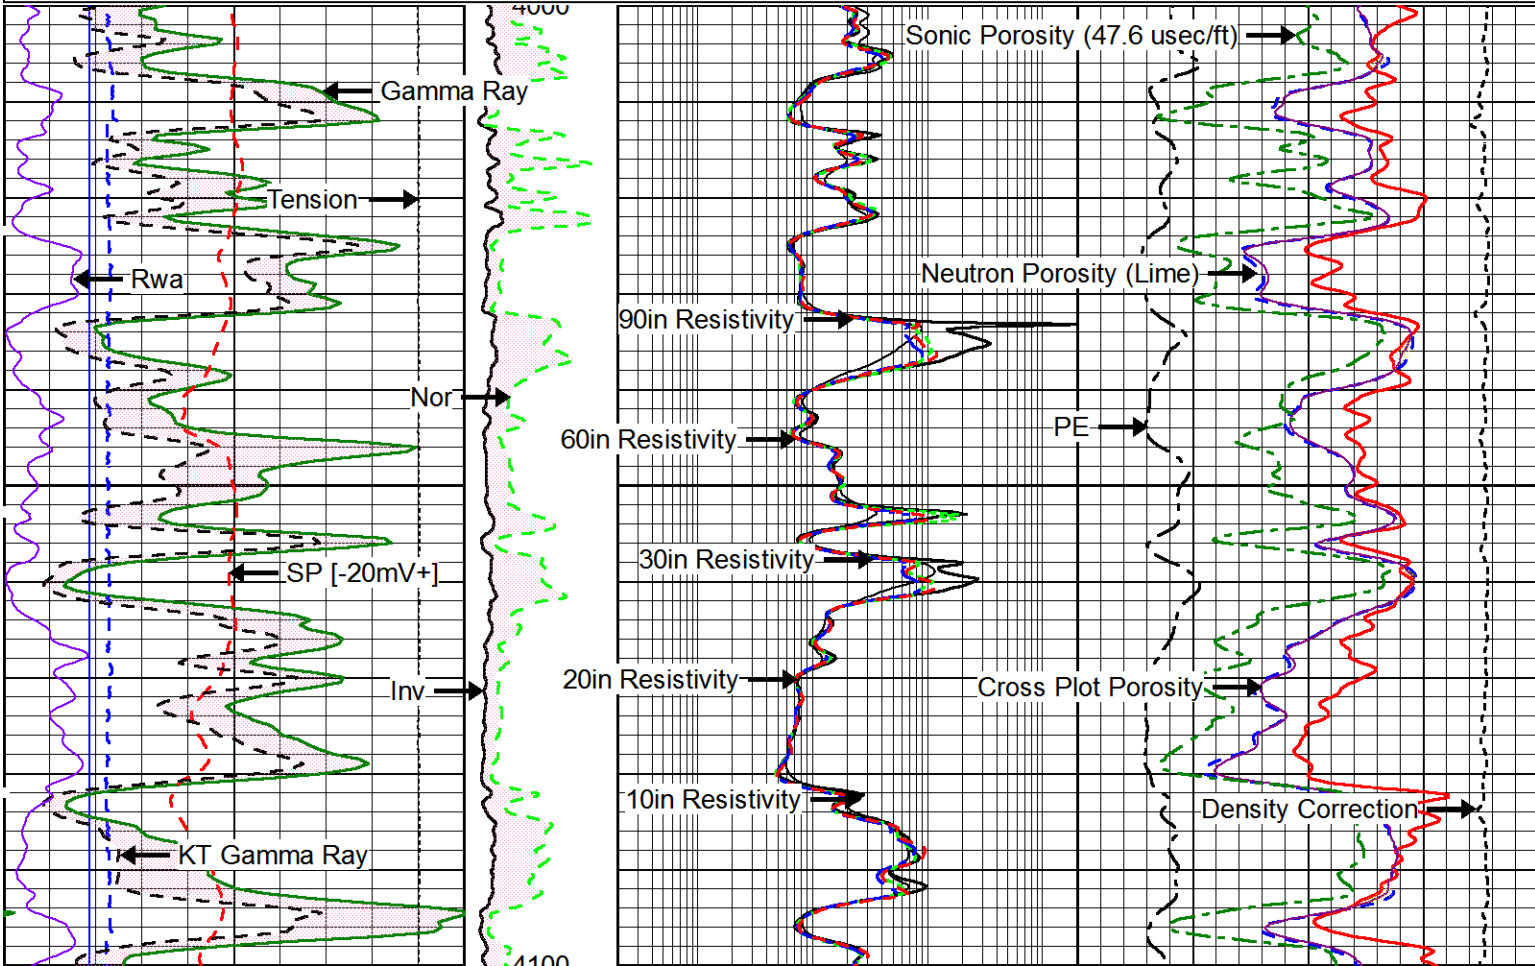 4000
Sonic Porosity (47.6 usec/ft)
Gamma Ray
Tension
Neutron Porosity (Lime)
Rwa
90in Resistivity
Nor
PE
60in Resistivity
30in Resistivity
SP [-20mV+]
20in Resistivity
Cross Plot Porosity
Inv
10in Resistivity
Density Correction
KT Gamma Ray
4100